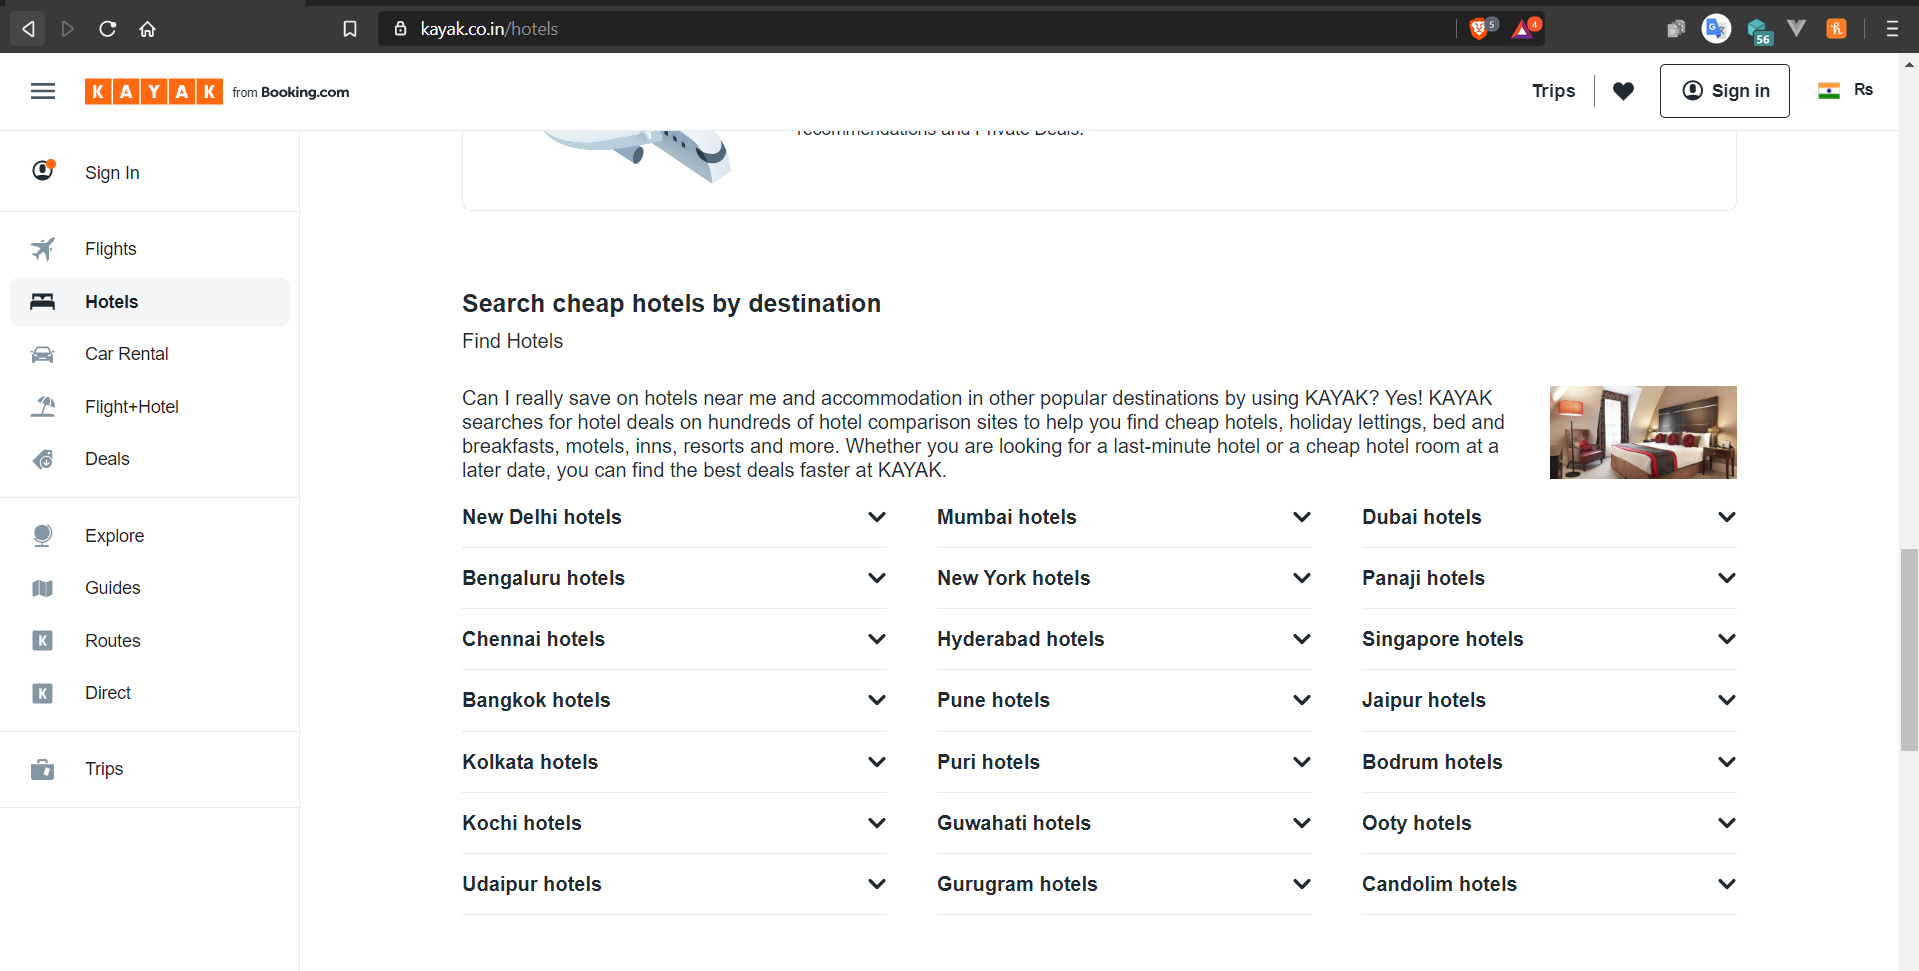 kayak.co.in/hotels
5
4
56
KAYAK from Booking.com
Trips
Sign in
Rs
Sign In
Flights
Hotels
Car Rental
Flight+Hotel
Deals
Explore
Guides
K Routes
K Direct
Trips
recommendations and Private Deals.
Search cheap hotels by destination
Find Hotels
Can I really save on hotels near me and accommodation in other popular destinations by using KAYAK? Yes! KAYAK
searches for hotel deals on hundreds of hotel comparison sites to help you find cheap hotels, holiday lettings, bed and
breakfasts, motels, inns, resorts and more. Whether you are looking for a last-minute hotel or a cheap hotel room at a
later date, you can find the best deals faster at KAYAK.
New Delhi hotels
Mumbai hotels
Dubai hotels
Bengaluru hotels
New York hotels
Panaji hotels
Chennai hotels
Hyderabad hotels
Singapore hotels
Bangkok hotels
Pune hotels
Jaipur hotels
Kolkata hotels
Puri hotels
Bodrum hotels
Kochi hotels
Guwahati hotels
Ooty hotels
Udaipur hotels
Gurugram hotels
Candolim hotels